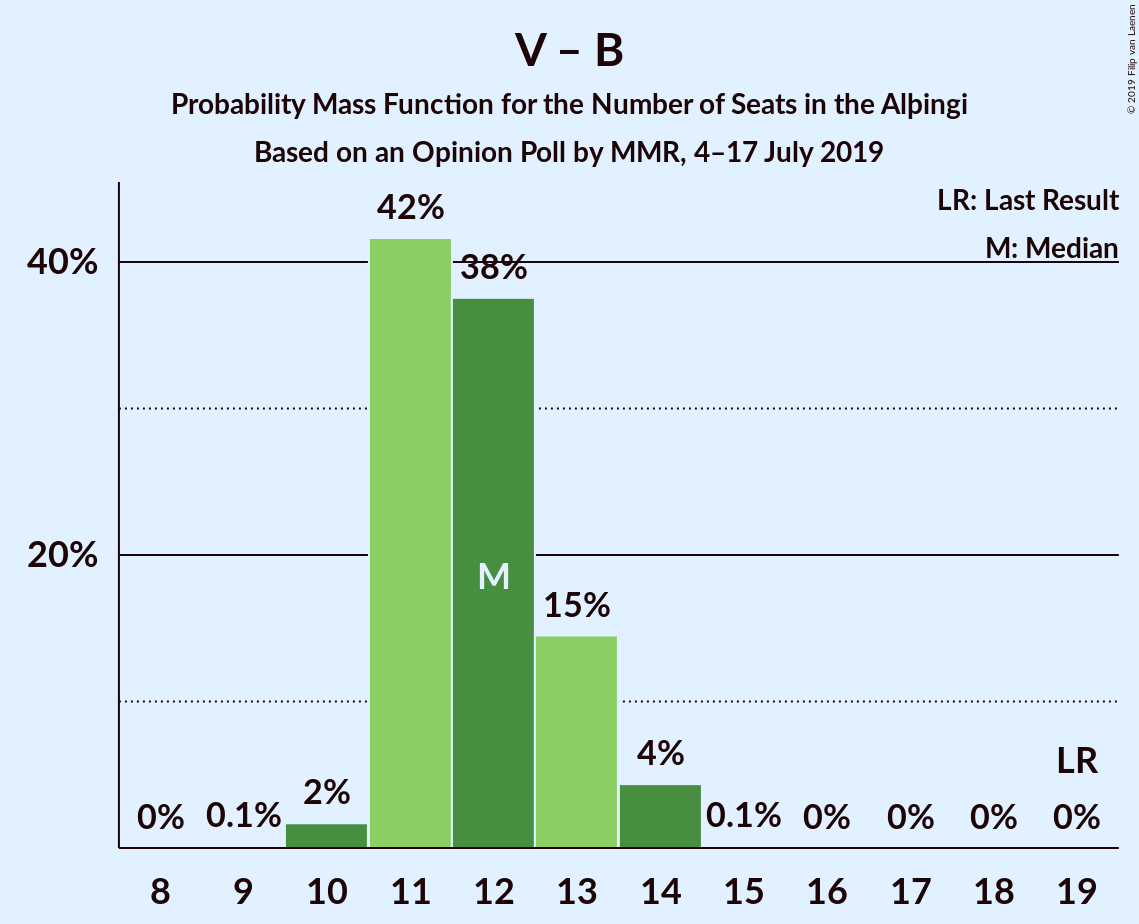 V – B
Probability Mass Function for the Number of Seats in the Alþingi
Based on an Opinion Poll by MMR, 4–17 July 2019
© 2019 Filip van Laenen
LR: Last Result
M: Median
40%
20%
0%
0.1%
2%
42%
38%
M
15%
4%
0.1%
0%
0%
0%
LR
0%
8 9 10 11 12 13 14 15 16 17 18 19